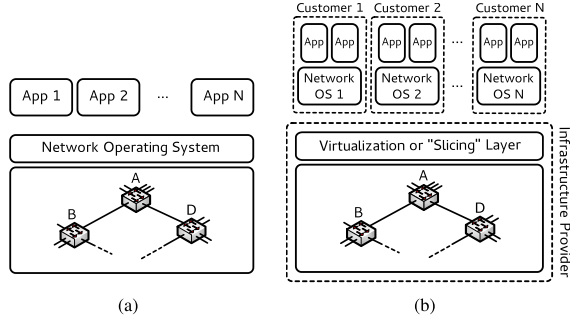 App 1
App 2
...
App N
Network Operating System
A
B
D
(a)
Customer 1
Customer 2
Customer N
App
App
App
App
...
App
App
Network
OS 1
Network
OS 2
...
Network
OS N
Virtualization or "Slicing" Layer
A
B
D
Infrastructure Provider
(b)